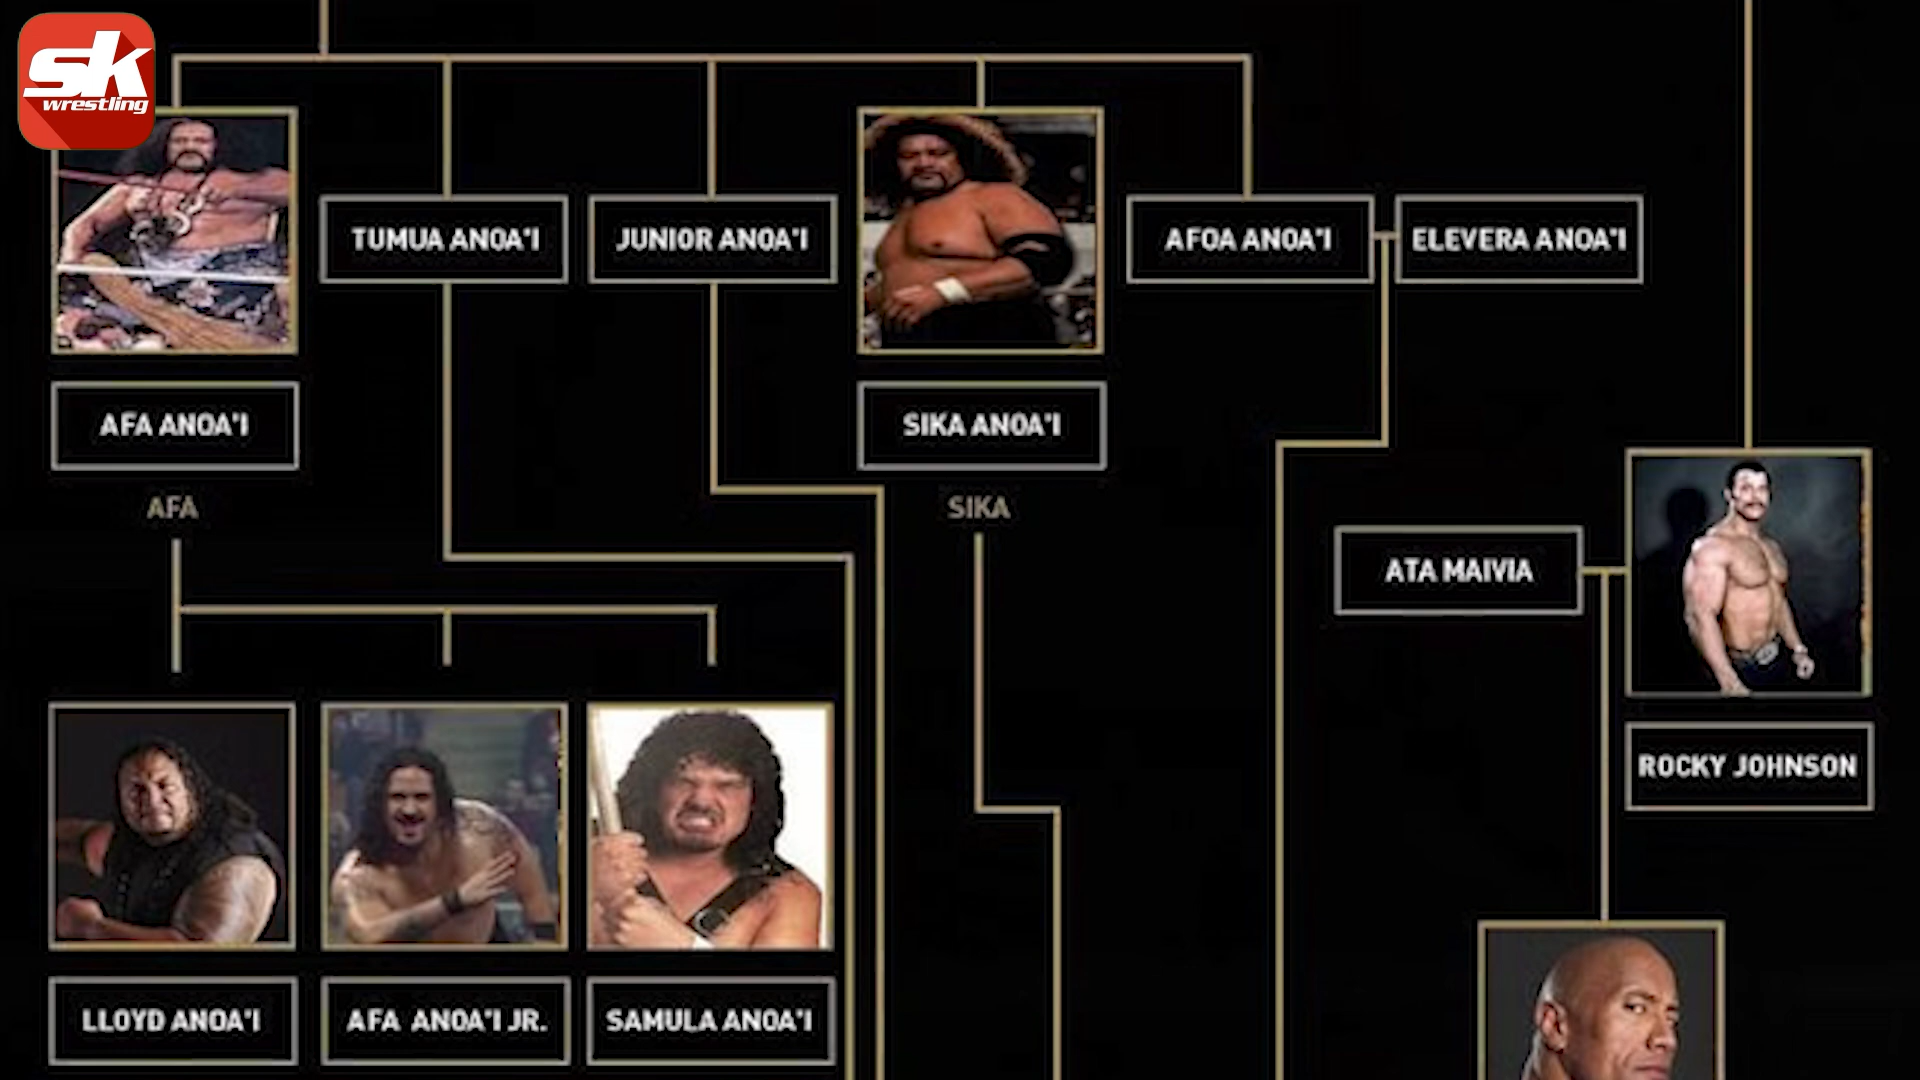 sk
wrestling
TUMUA ANOA'I
JUNIOR ANOA'I
AFOA ANOA'I
ELEVERA ANOA'I
AFA ANOA'I
SIKA ANOA'I
AFA
SIKA
ATA MAIVIA
ROCKY JOHNSON
LLOYD ANOA'I
AFA ANOA'I JR.
SAMULA ANOA'I